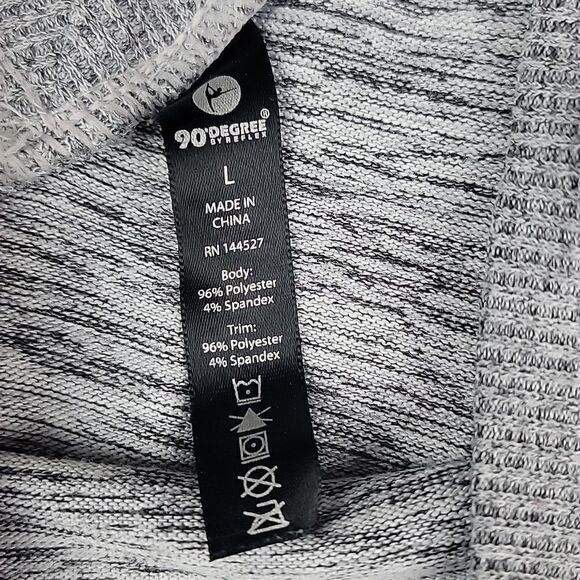 90°DEGREE®
BY REFLEX
L
MADE IN
CHINA
RN 144527
Body:
96% Polyester
4% Spandex
Trim:
96% Polyester
4% Spandex